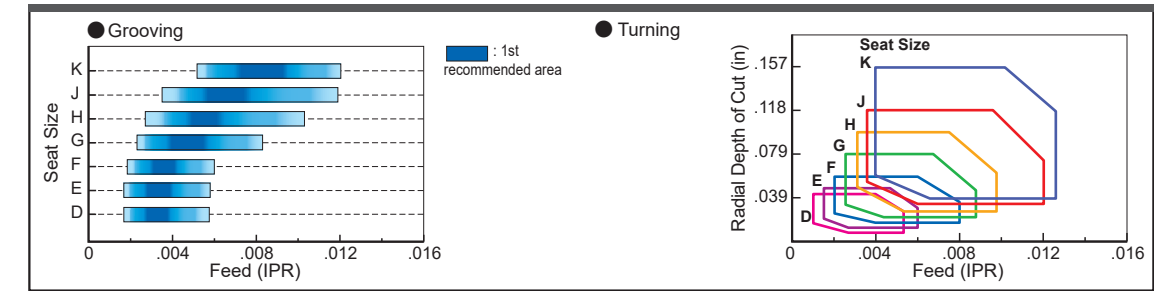 ● Grooving
: 1st
recommended area
Seat Size
K
J
H
G
F
E
D
0 .004 .008 .012 .016
Feed (IPR)
● Turning
Seat Size
K
J
H
G
F
E
D
Radial Depth of Cut (in)
.157
.118
.079
.039
0 .004 .008 .012 .016
Feed (IPR)